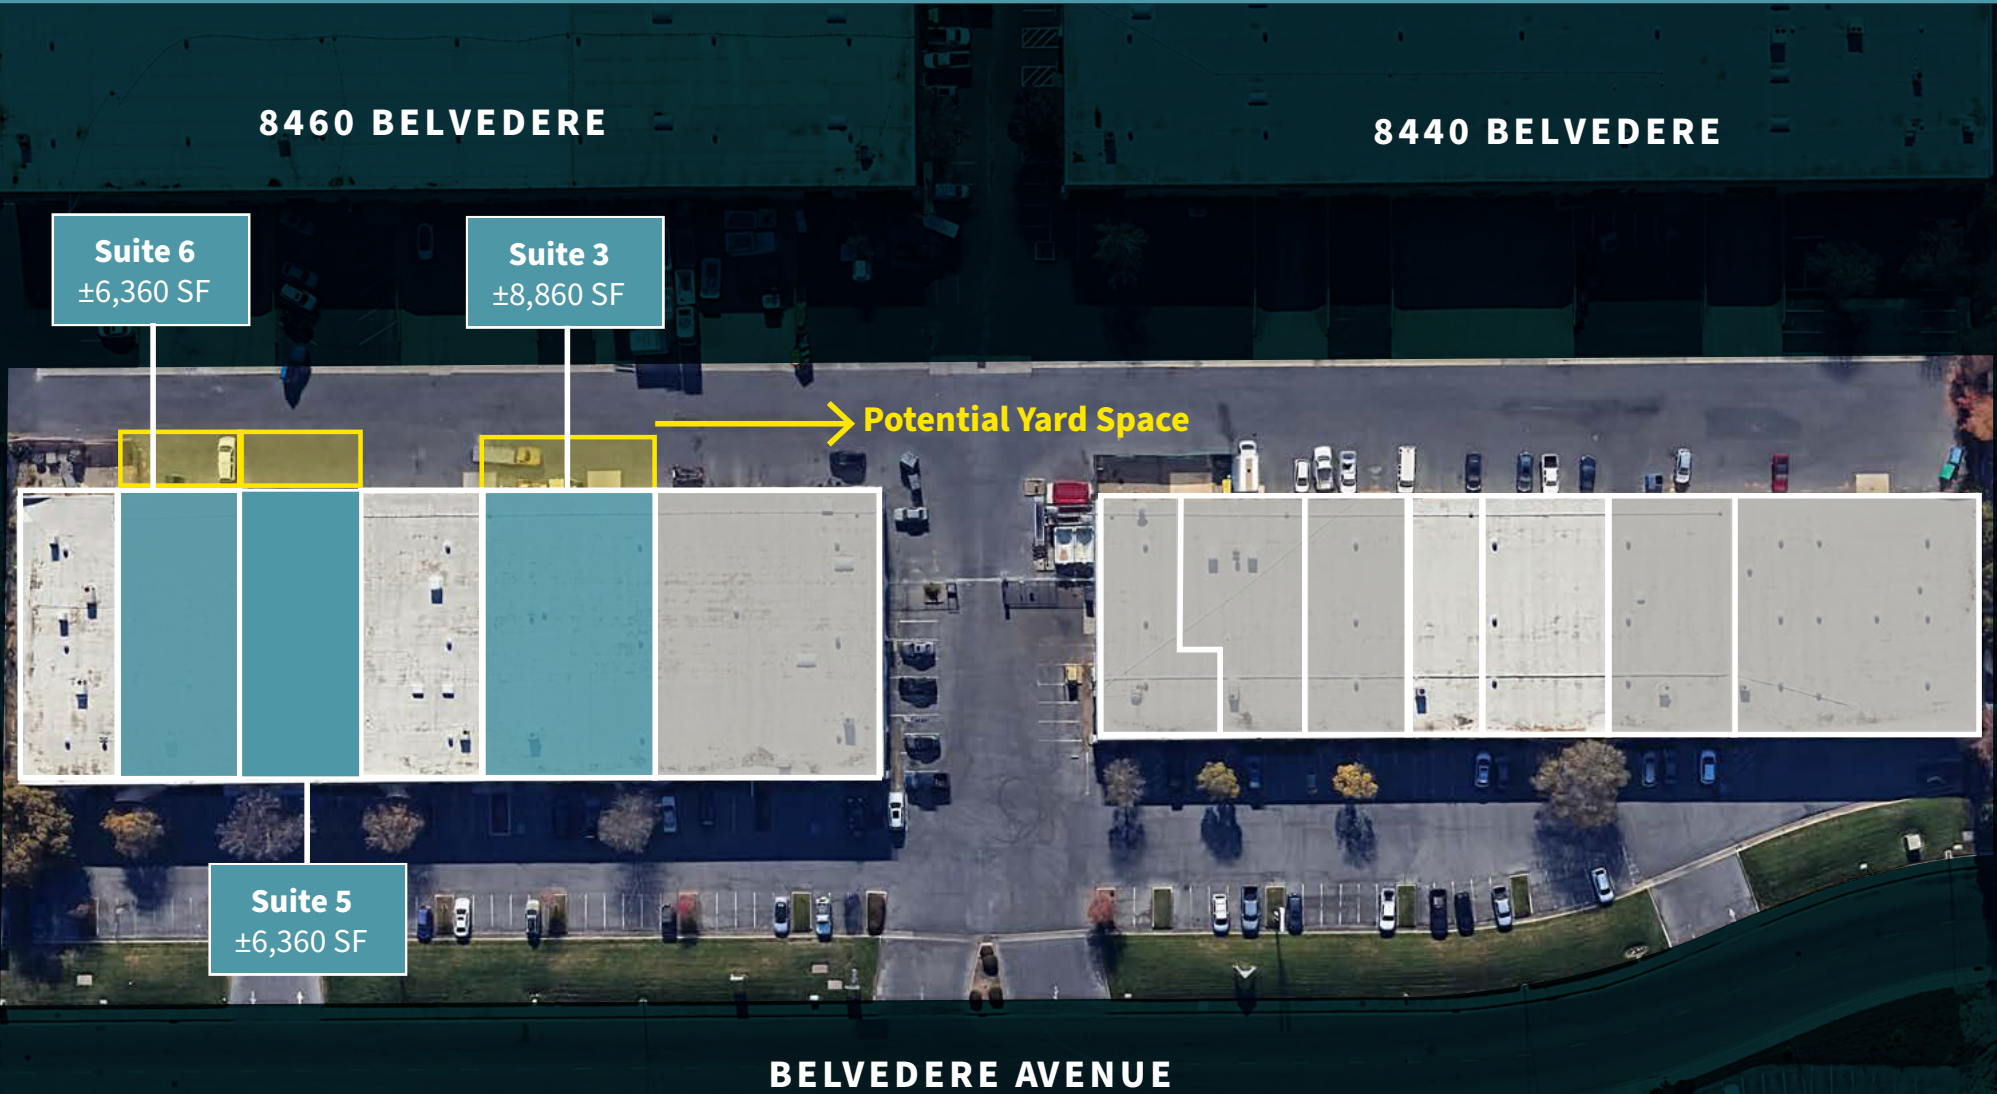 8460 BELVEDERE
8440 BELVEDERE
Suite 6
±6,360 SF
Suite 3
±8,860 SF
Potential Yard Space
Suite 5
±6,360 SF
BELVEDERE AVENUE